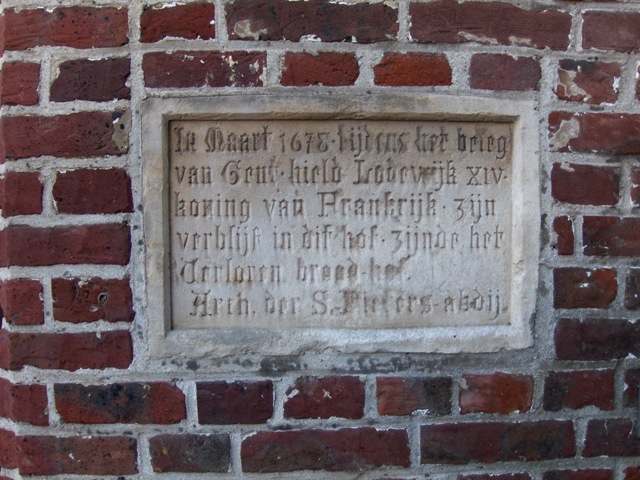 In Maart 1678. tijdens het beleg
van Gent. hield Lodewijk XIV.
koning van Frankrijk. zijn
verblijf in dit hof. zijnde het
Verloren brood-hof.
Arch. der S. Pieters-abdij.